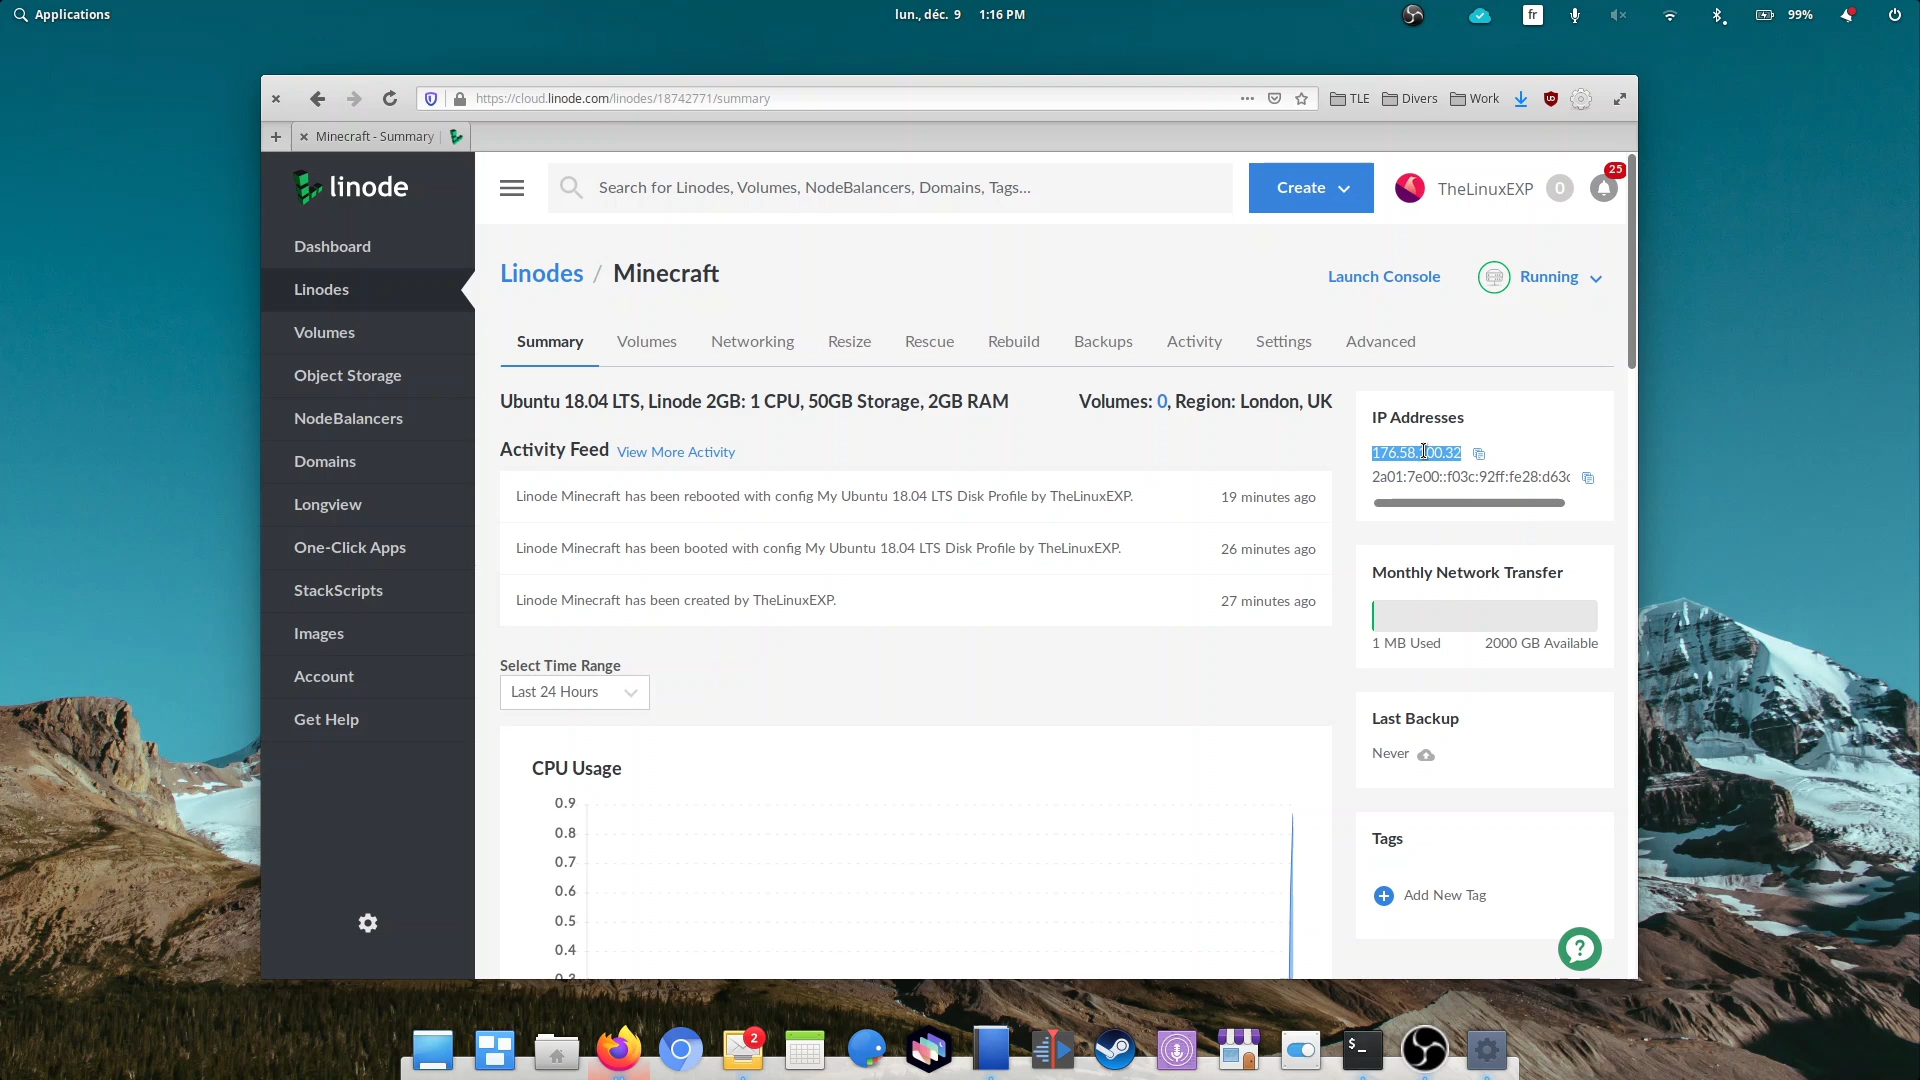 Applications
lun., déc. 9 1:16 PM
fr
99%
https://cloud.linode.com/linodes/18742771/summary
TLE
Divers
Work
Minecraft - Summary
linode
Search for Linodes, Volumes, NodeBalancers, Domains, Tags...
Create
TheLinuxEXP
0
25
Dashboard
Linodes
Volumes
Object Storage
NodeBalancers
Domains
Longview
One-Click Apps
StackScripts
Images
Account
Get Help
Linodes / Minecraft
Launch Console
Running
Summary
Volumes
Networking
Resize
Rescue
Rebuild
Backups
Activity
Settings
Advanced
Ubuntu 18.04 LTS, Linode 2GB: 1 CPU, 50GB Storage, 2GB RAM
Volumes: 0, Region: London, UK
Activity Feed View More Activity
Linode Minecraft has been rebooted with config My Ubuntu 18.04 LTS Disk Profile by TheLinuxEXP. 19 minutes ago
Linode Minecraft has been booted with config My Ubuntu 18.04 LTS Disk Profile by TheLinuxEXP. 26 minutes ago
Linode Minecraft has been created by TheLinuxEXP. 27 minutes ago
Select Time Range
Last 24 Hours
CPU Usage
0.9
0.8
0.7
0.6
0.5
0.4
0.3
IP Addresses
2a01:7e00::f03c:92ff:fe28:d63c
Monthly Network Transfer
1 MB Used 2000 GB Available
Last Backup
Never
Tags
Add New Tag
?
2
$_